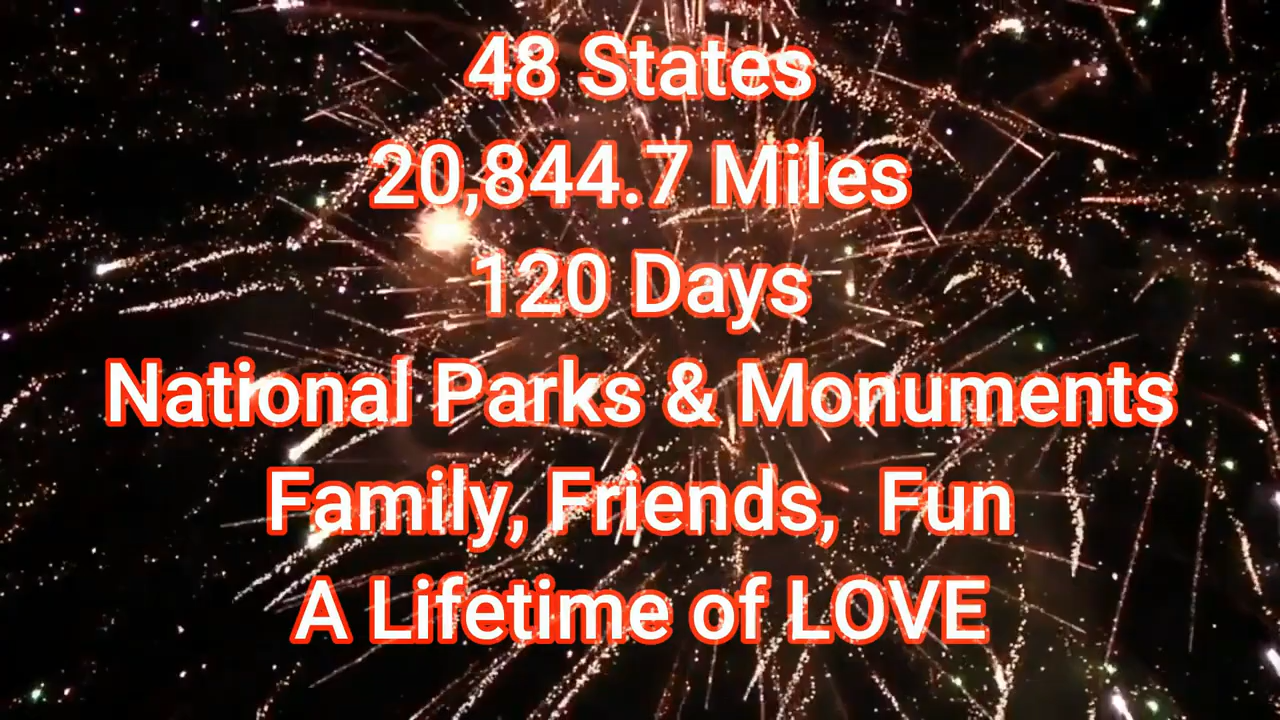 48 States
20,844.7 Miles
120 Days
National Parks & Monuments
Family, Friends,  Fun
A Lifetime of LOVE